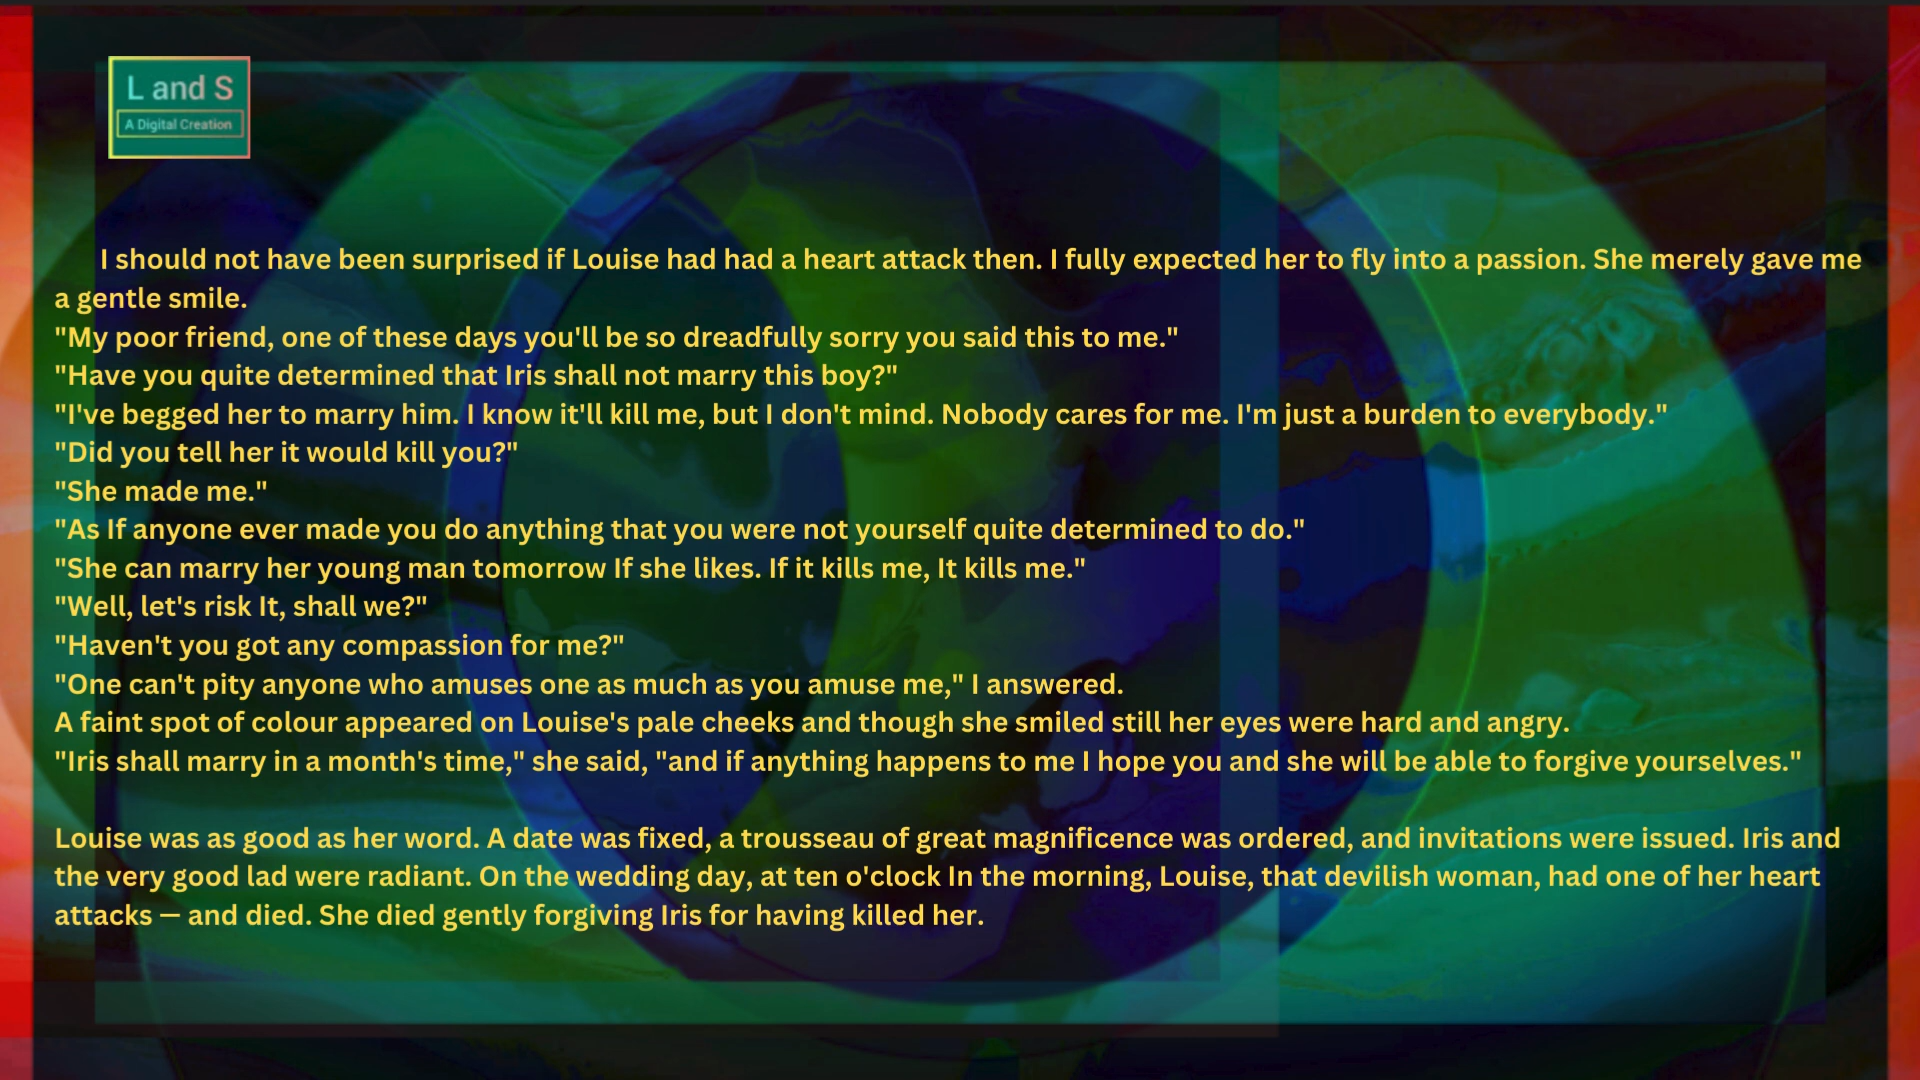 L and S
A Digital Creation
I should not have been surprised if Louise had had a heart attack then. I fully expected her to fly into a passion. She merely gave me
a gentle smile.
"My poor friend, one of these days you'll be so dreadfully sorry you said this to me."
"Have you quite determined that Iris shall not marry this boy?"
"I've begged her to marry him. I know it'll kill me, but I don't mind. Nobody cares for me. I'm just a burden to everybody."
"Did you tell her it would kill you?"
"She made me."
"As If anyone ever made you do anything that you were not yourself quite determined to do."
"She can marry her young man tomorrow If she likes. If it kills me, It kills me."
"Well, let's risk It, shall we?"
"Haven't you got any compassion for me?"
"One can't pity anyone who amuses one as much as you amuse me," I answered.
A faint spot of colour appeared on Louise's pale cheeks and though she smiled still her eyes were hard and angry.
"Iris shall marry in a month's time," she said, "and if anything happens to me I hope you and she will be able to forgive yourselves."
Louise was as good as her word. A date was fixed, a trousseau of great magnificence was ordered, and invitations were issued. Iris and
the very good lad were radiant. On the wedding day, at ten o'clock In the morning, Louise, that devilish woman, had one of her heart
attacks — and died. She died gently forgiving Iris for having killed her.